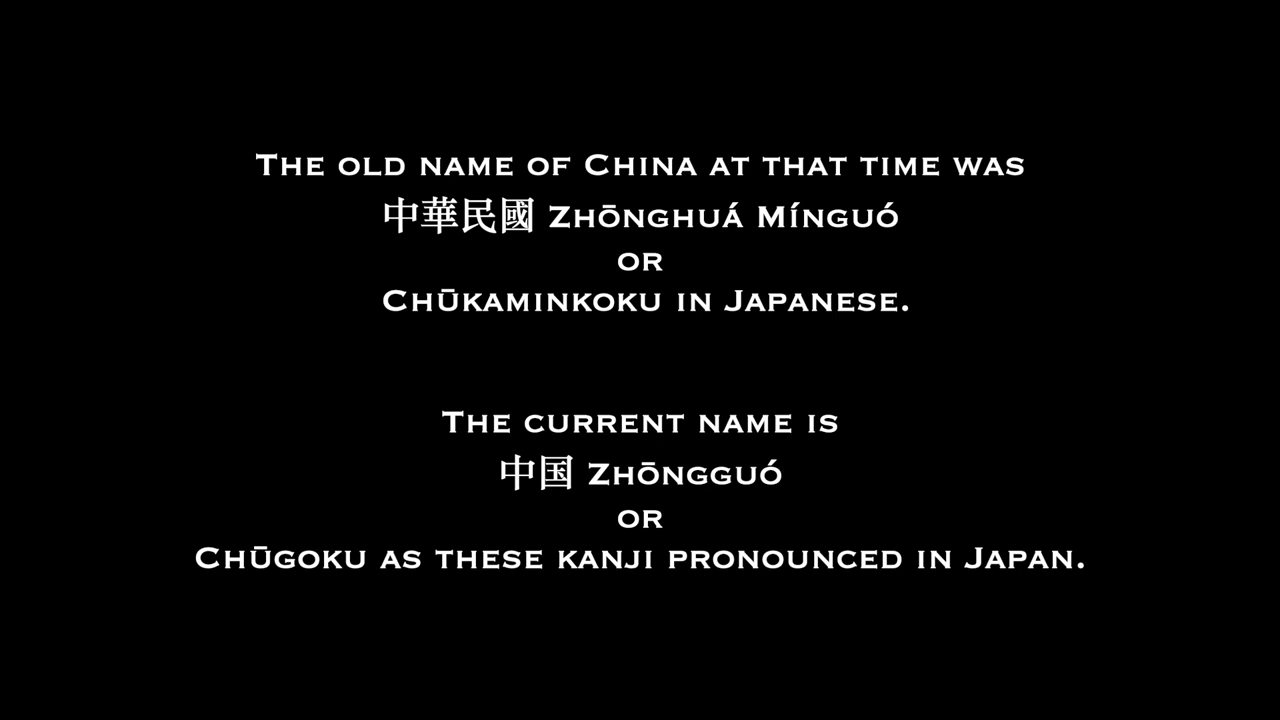 The old name of China at that time was
中華民國 Zhōnghuá Mínguó
or
Chūkaminkoku in Japanese.
The current name is
中国 Zhōngguó
or
Chūgoku as these kanji pronounced in Japan.